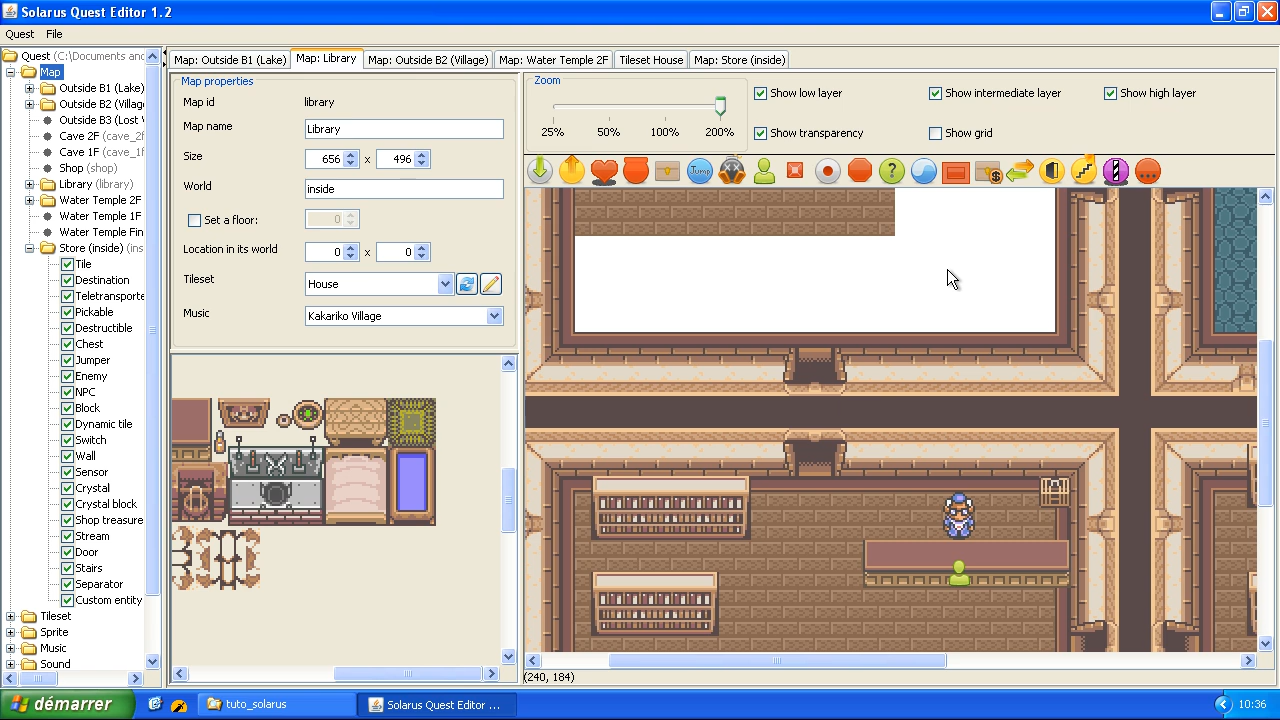 Solarus Quest Editor 1.2
Quest File
Quest (C:\Documents and
Map
Outside B1 (Lake)
Outside B2 (Villag
Outside B3 (Lost
Cave 2F (cave_2f
Cave 1F (cave_1f
Shop (shop)
Library (library)
Water Temple 2F
Water Temple 1F
Water Temple Fin
Store (inside) (ins
Tile
Destination
Teletransporte
Pickable
Destructible
Chest
Jumper
Enemy
NPC
Block
Dynamic tile
Switch
Wall
Sensor
Crystal
Crystal block
Shop treasure
Stream
Door
Stairs
Separator
Custom entity
Tileset
Sprite
Music
Sound
Map: Outside B1 (Lake) Map: Library Map: Outside B2 (Village) Map: Water Temple 2F Tileset House Map: Store (inside)
Map properties
Map id library
Map name Library
Size 656 x 496
World inside
Set a floor: 0
Location in its world 0 x 0
Tileset House
Music Kakariko Village
Zoom
25% 50% 100% 200%
Show low layer Show intermediate layer Show high layer
Show transparency Show grid
Jump
?
$
(240, 184)
démarrer tuto_solarus Solarus Quest Editor ... 10:36